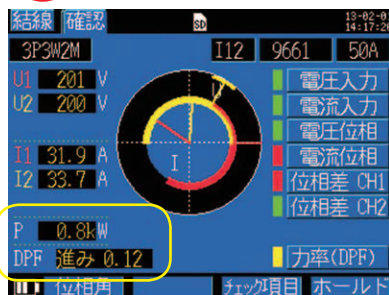 結線 確認 SD 13-02-0
14:17:2
3P3W2M I12 9661 50A
U1 201 V
U2 200 V
I1 31.9 A
I2 33.7 A
P 0.8kW
DPF 進み 0.12
U
I
電圧入力
電流入力
電圧位相
電流位相
位相差 CH1
位相差 CH2
力率(DPF)
位相角 チェック項目 ホールド